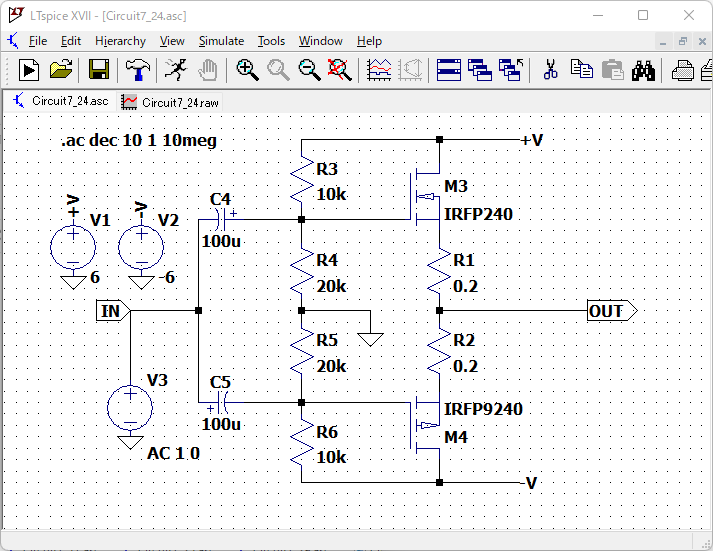 LTspice XVII - [Circuit7_24.asc]
File Edit Hierarchy View Simulate Tools Window Help
Circuit7_24.asc Circuit7_24.raw
.ac dec 10 1 10meg
+V
R3
10k
M3
IRFP240
+V
V1
6
-V
V2
-6
C4
100u
R4
20k
R1
0.2
IN
OUT
R5
20k
R2
0.2
V3
AC 1 0
C5
100u
IRFP9240
M4
R6
10k
-V